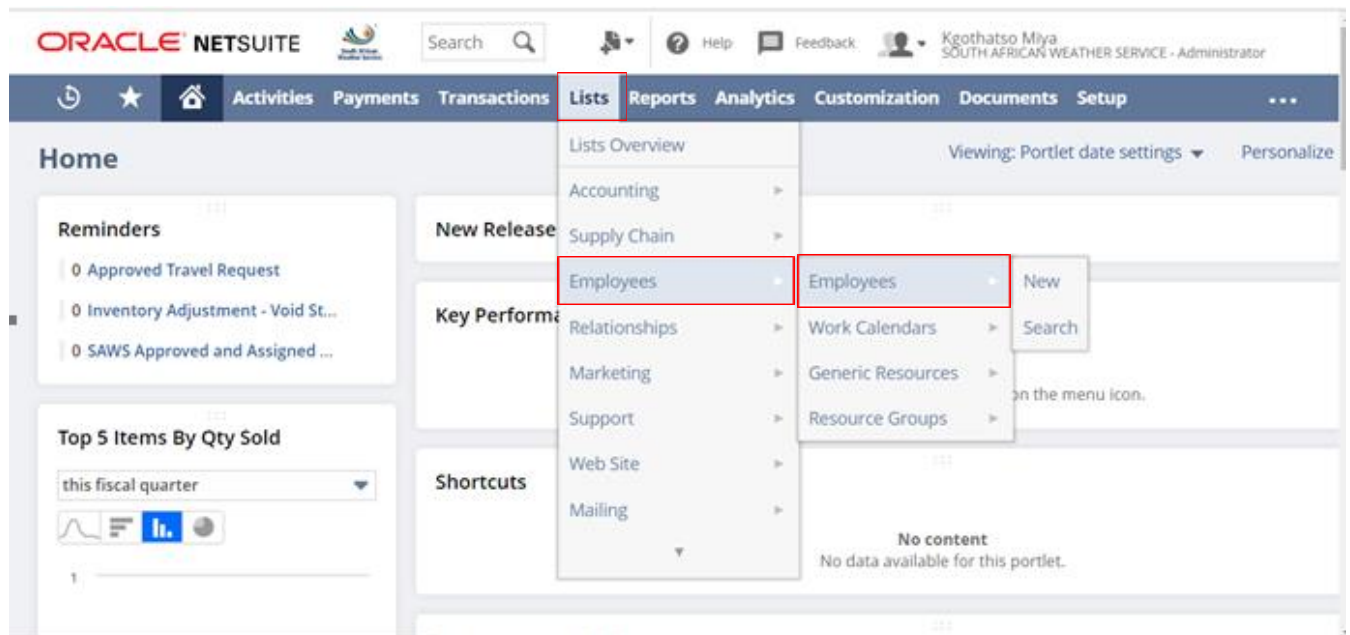 ORACLE NETSUITE
South African
Weather Service
Search
Help
Feedback
Kgothatso Miya
SOUTH AFRICAN WEATHER SERVICE - Administrator
Activities Payments Transactions Lists Reports Analytics Customization Documents Setup
Home
Viewing: Portlet date settings
Personalize
Lists Overview
Accounting
Supply Chain
Employees
Relationships
Marketing
Support
Web Site
Mailing
Employees
Work Calendars
Generic Resources
Resource Groups
New
Search
Reminders
0 Approved Travel Request
0 Inventory Adjustment - Void St...
0 SAWS Approved and Assigned ...
Top 5 Items By Qty Sold
this fiscal quarter
1
New Release
Key Performa
on the menu icon.
Shortcuts
No content
No data available for this portlet.